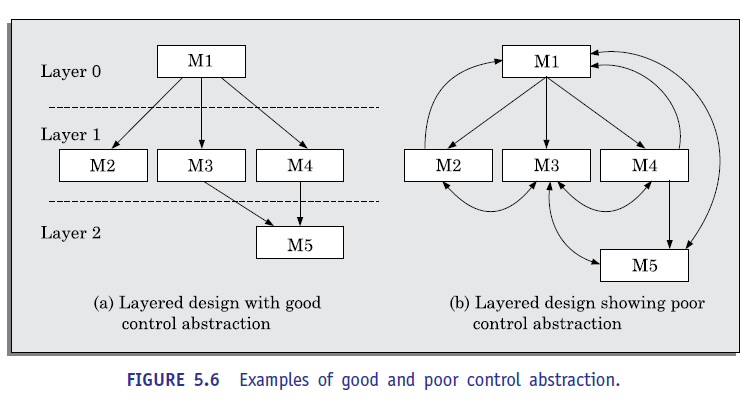 M1
Layer 0
Layer 1
M2 M3 M4
Layer 2
M5
(a) Layered design with good
control abstraction
M1
M2 M3 M4
M5
(b) Layered design showing poor
control abstraction
FIGURE 5.6 Examples of good and poor control abstraction.